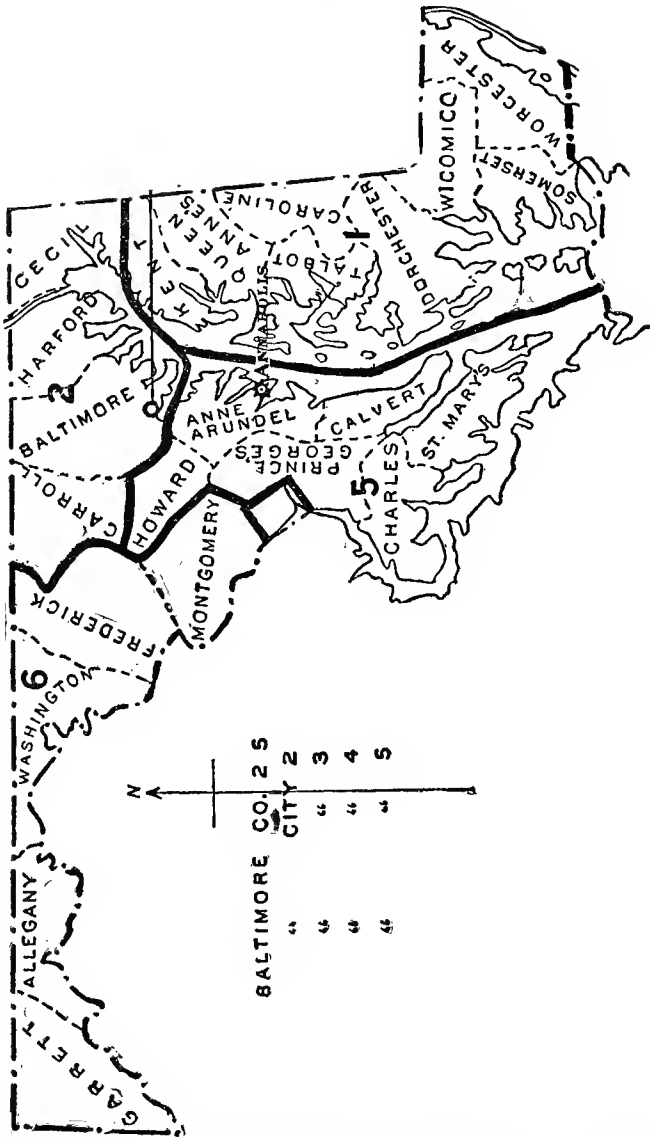 GARRETT
ALLEGANY
WASHINGTON
6
FREDERICK
CARROLL
BALTIMORE
2
HARFORD
CECIL
HOWARD
MONTGOMERY
ANNE
ARUNDEL
PRINCE
GEORGES
ANNAPOLIS
CALVERT
5
CHARLES
ST. MARYS
KENT
QUEEN
ANNES
CAROLINE
TALBOT
1
DORCHESTER
WICOMICO
SOMERSET
WORCESTER
N
BALTIMORE CO. 2 5
" CITY 2
" " 3
" " 4
" " 5